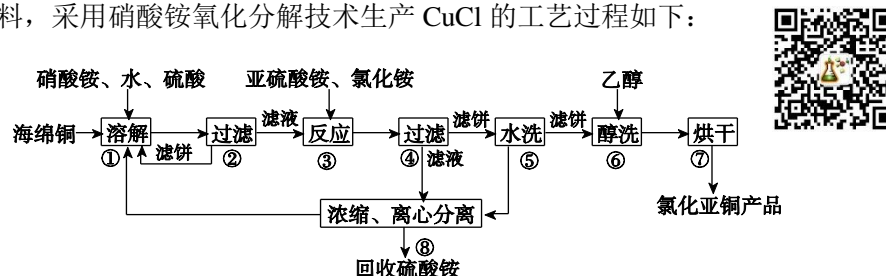 料，采用硝酸铵氧化分解技术生产 CuCl 的工艺过程如下：
硝酸铵、水、硫酸
亚硫酸铵、氯化铵
乙醇
海绵铜
溶解
过滤
滤液
反应
过滤
滤饼
水洗
滤饼
醇洗
烘干
①
滤饼
②
③
④
滤液
⑤
⑥
⑦
浓缩、离心分离
氯化亚铜产品
⑧
回收硫酸铵